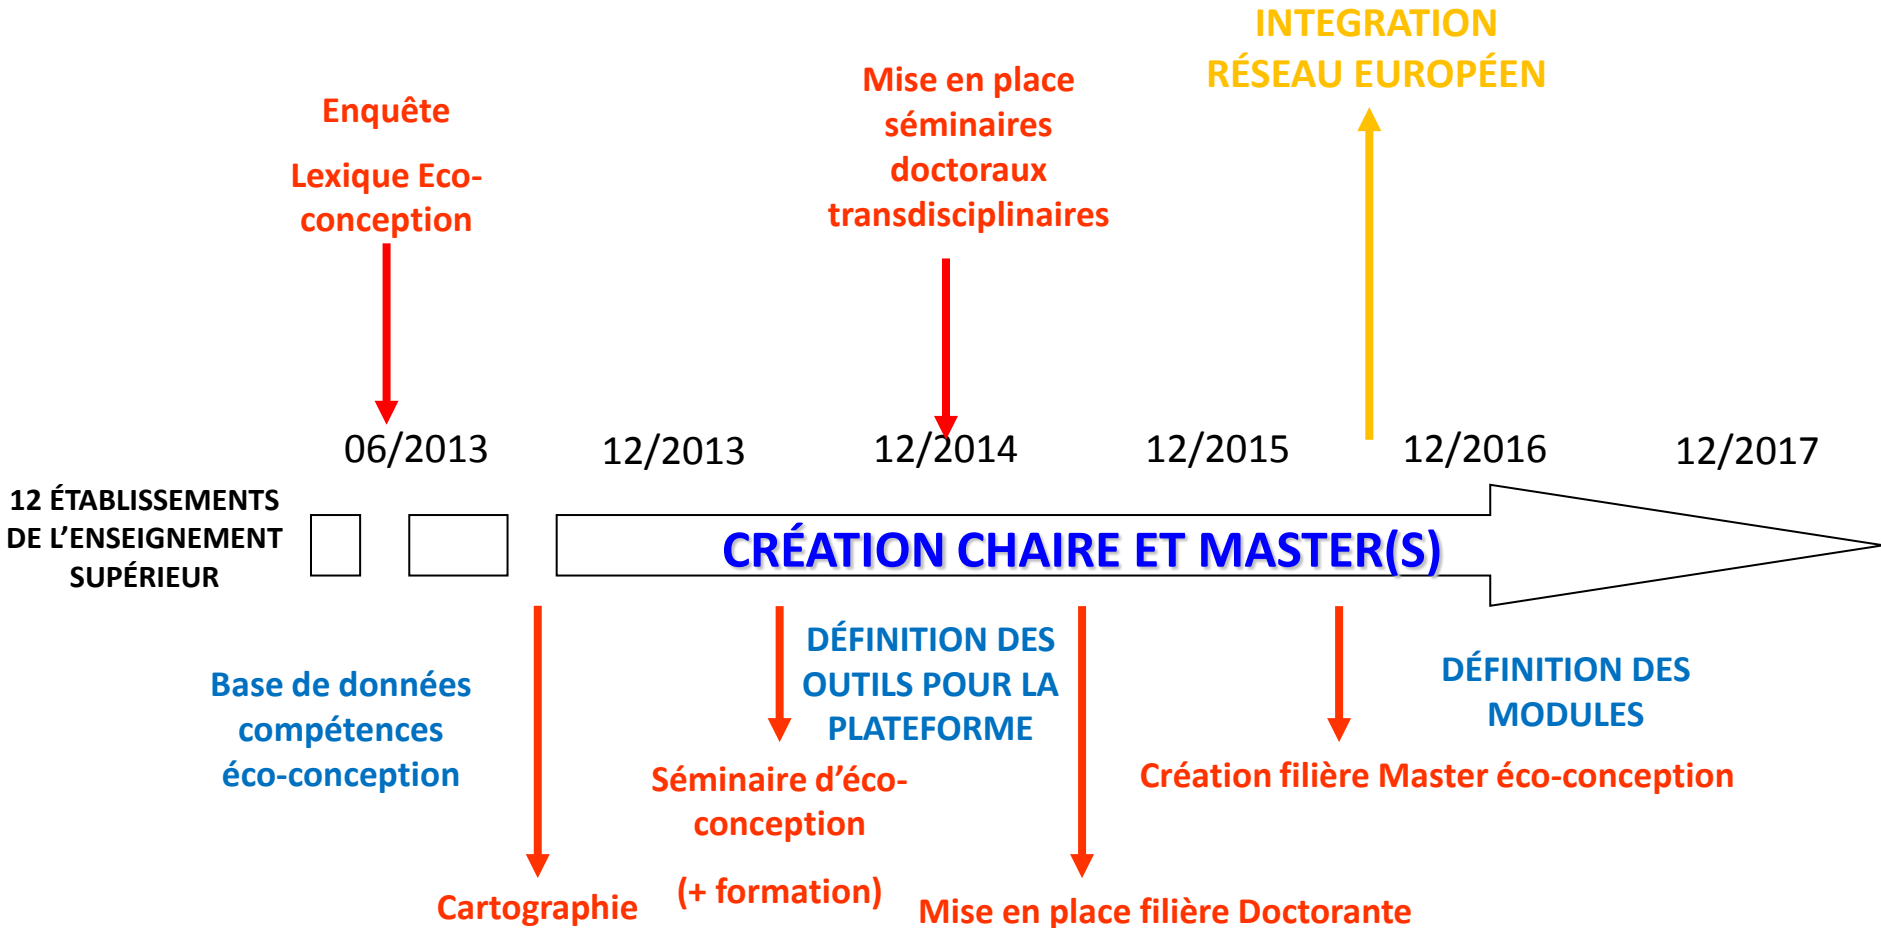 INTEGRATION
RÉSEAU EUROPÉEN
Enquête
Lexique Eco-
conception
Mise en place
séminaires
doctoraux
transdisciplinaires
06/2013
12/2013
12/2014
12/2015
12/2016
12/2017
12 ÉTABLISSEMENTS
DE L’ENSEIGNEMENT
SUPÉRIEUR
CRÉATION CHAIRE ET MASTER(S)
Base de données
compétences
éco-conception
Cartographie
DÉFINITION DES
OUTILS POUR LA
PLATEFORME
Séminaire d’éco-
conception
(+ formation)
Mise en place filière Doctorante
DÉFINITION DES
MODULES
Création filière Master éco-conception